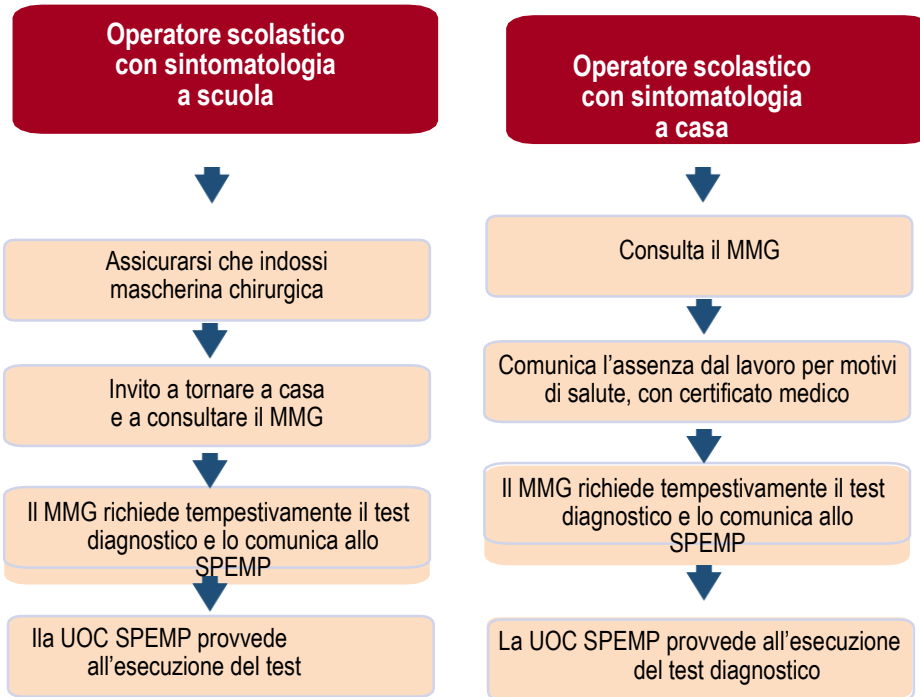 Operatore scolastico
con sintomatologia
a scuola
Assicurarsi che indossi
mascherina chirurgica
Invito a tornare a casa
e a consultare il MMG
Il MMG richiede tempestivamente il test
diagnostico e lo comunica allo
SPEMP
Ila UOC SPEMP provvede
all'esecuzione del test
Operatore scolastico
con sintomatologia
a casa
Consulta il MMG
Comunica l'assenza dal lavoro per motivi
di salute, con certificato medico
Il MMG richiede tempestivamente il test
diagnostico e lo comunica allo
SPEMP
La UOC SPEMP provvede all'esecuzione
del test diagnostico